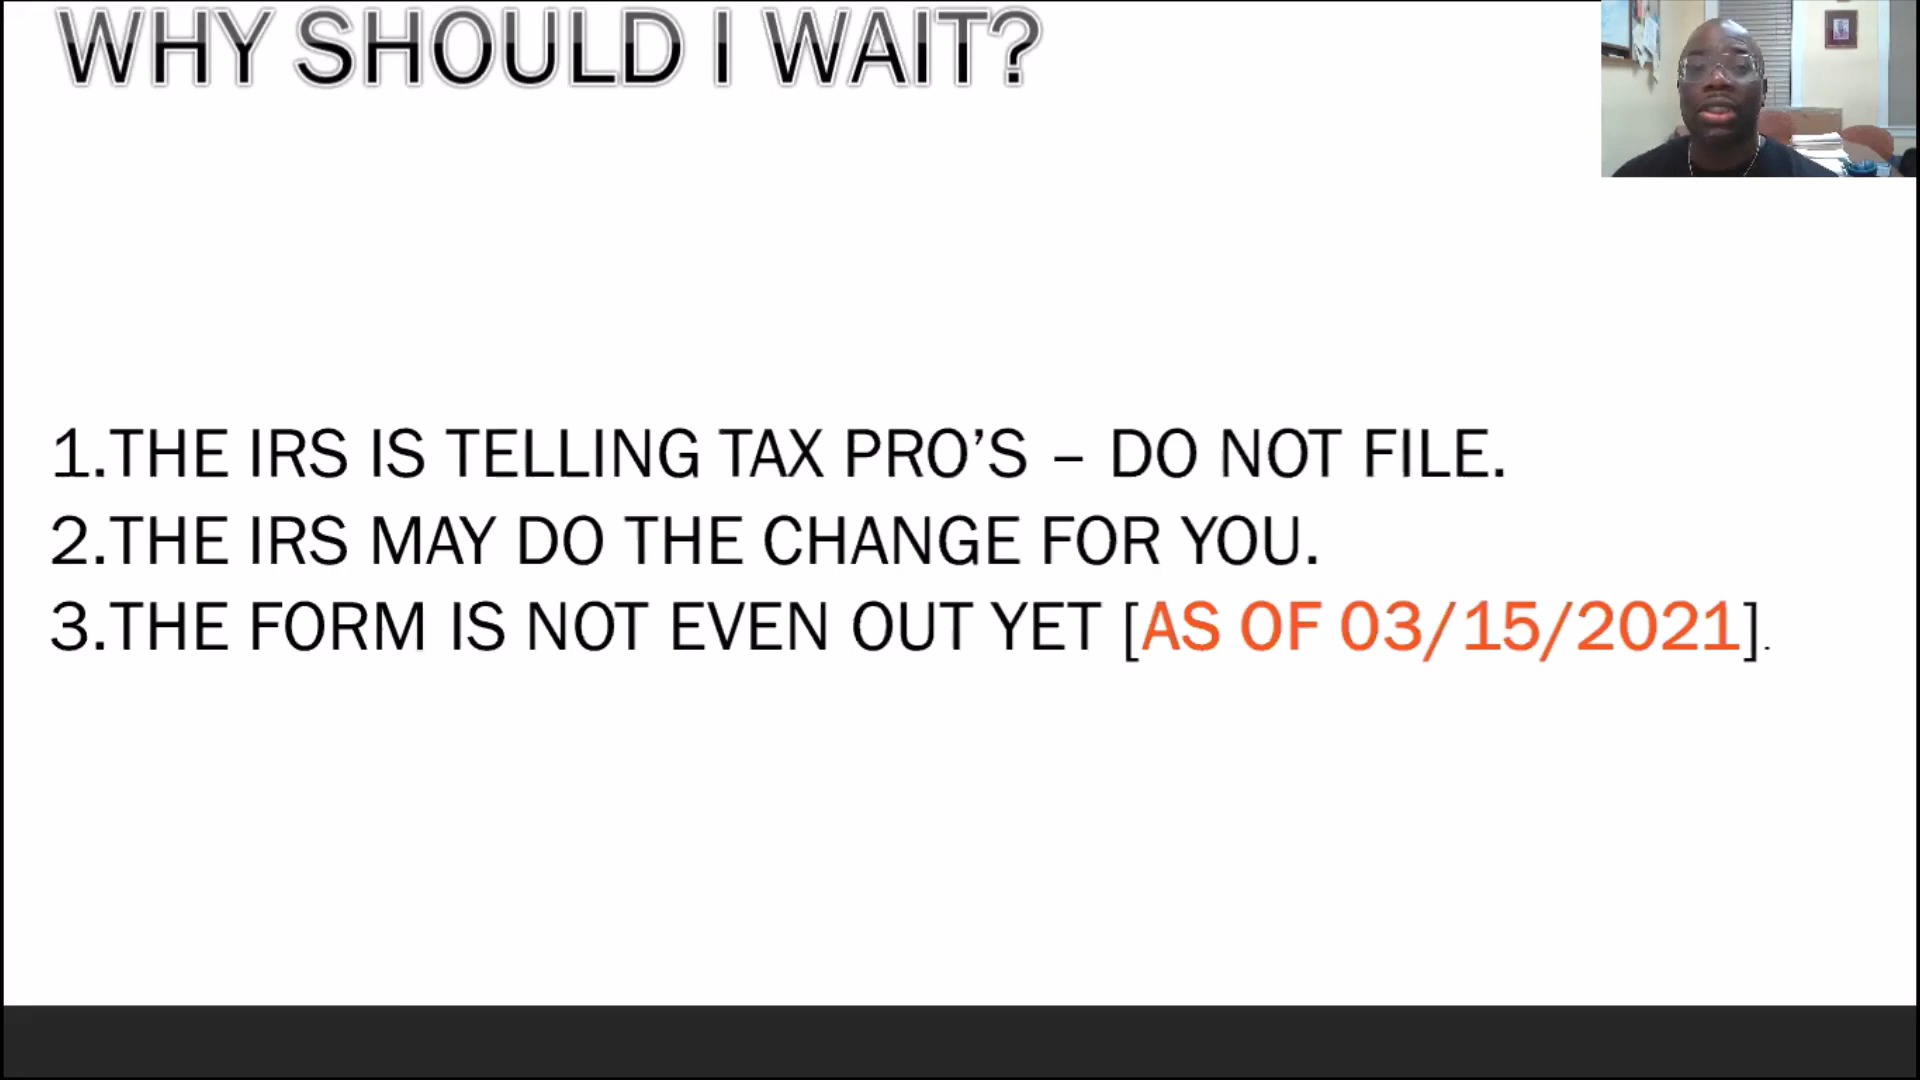 WHY SHOULD I WAIT?
1.THE IRS IS TELLING TAX PRO’S – DO NOT FILE.
2.THE IRS MAY DO THE CHANGE FOR YOU.
3.THE FORM IS NOT EVEN OUT YET [AS OF 03/15/2021].